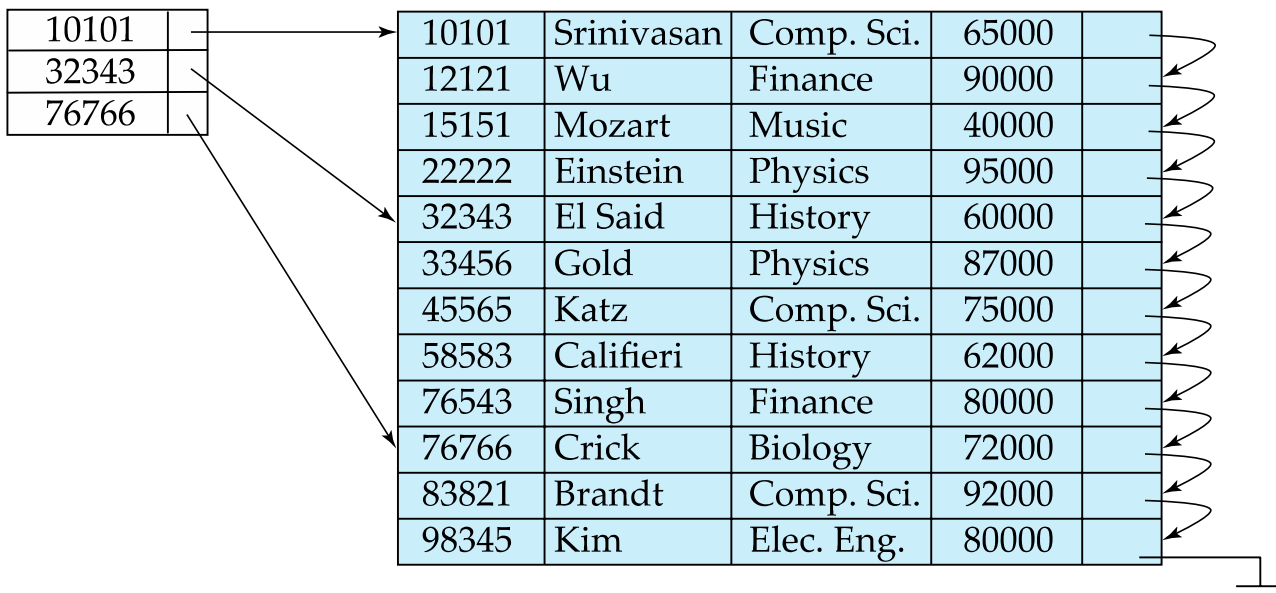 10101
32343
76766
10101 Srinivasan Comp. Sci. 65000
12121 Wu Finance 90000
15151 Mozart Music 40000
22222 Einstein Physics 95000
32343 El Said History 60000
33456 Gold Physics 87000
45565 Katz Comp. Sci. 75000
58583 Califieri History 62000
76543 Singh Finance 80000
76766 Crick Biology 72000
83821 Brandt Comp. Sci. 92000
98345 Kim Elec. Eng. 80000